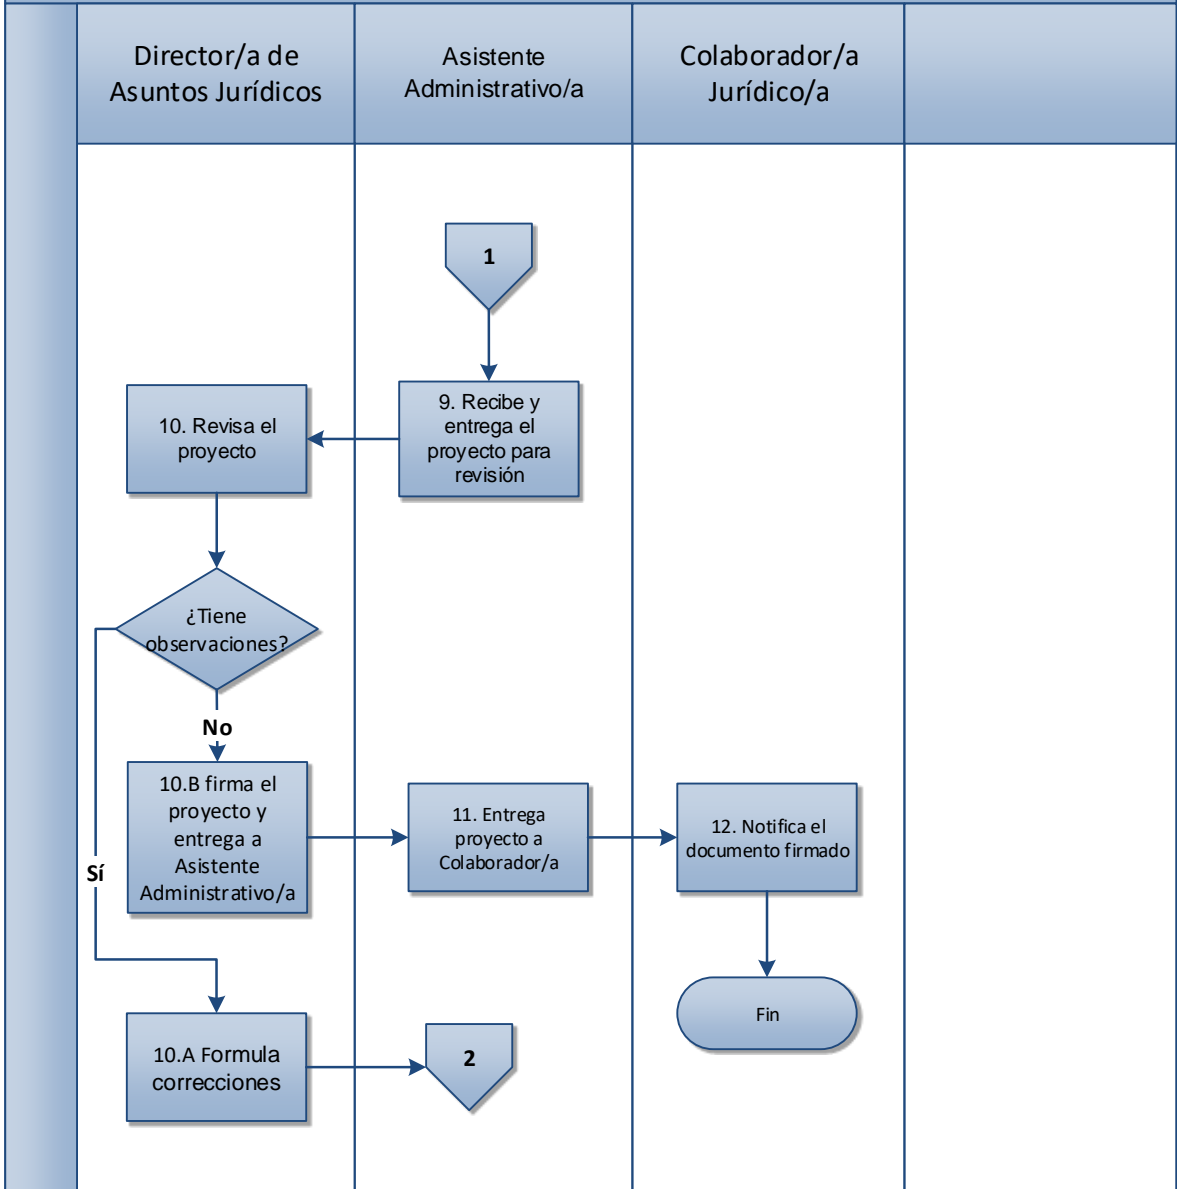 Director/a de
Asuntos Jurídicos
Asistente
Administrativo/a
Colaborador/a
Jurídico/a
1
9. Recibe y
entrega el
proyecto para
revisión
10. Revisa el
proyecto
¿Tiene
observaciones?
No
10.B firma el
proyecto y
entrega a
Asistente
Administrativo/a
11. Entrega
proyecto a
Colaborador/a
12. Notifica el
documento firmado
Sí
Fin
10.A Formula
correcciones
2